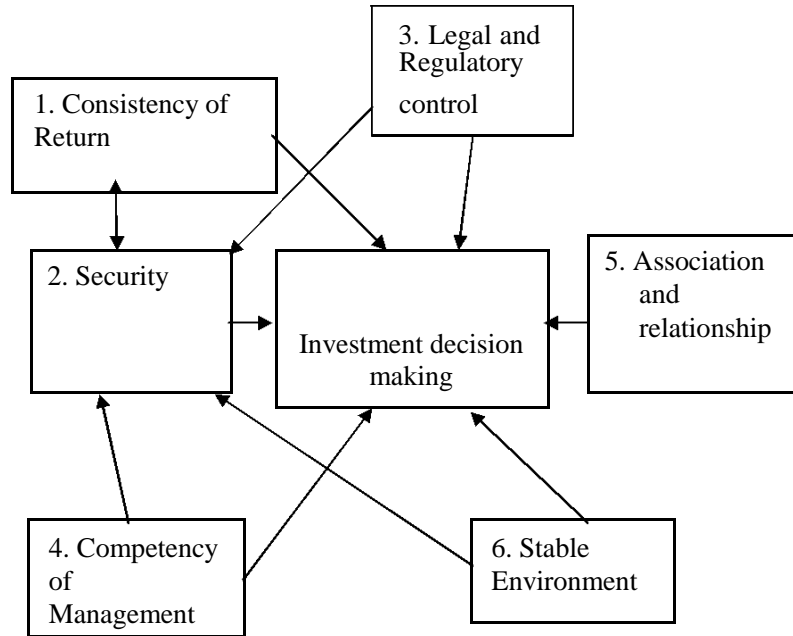 3. Legal and
Regulatory
control
1. Consistency of
Return
2. Security
5. Association
and
relationship
Investment decision
making
4. Competency
of
Management
6. Stable
Environment